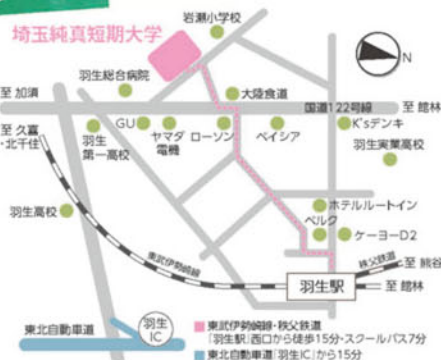 岩瀬小学校
埼玉純真短期大学
N
羽生総合病院
大陸食道
至 加須
国道122号線
至 館林
至 久喜
・北千住
羽生
第一高校
GU
ヤマダ
電機
ローソン
ベイシア
K'sデンキ
羽生実業高校
羽生高校
ホテルルートイン
ベルク
ケーヨーD2
東武伊勢崎線
秩父鉄道
至 熊谷
羽生駅
至 館林
東北自動車道
羽生
IC
東武伊勢崎線・秩父鉄道
「羽生駅」西口から徒歩15分・スクールバス7分
東北自動車道「羽生IC」から15分